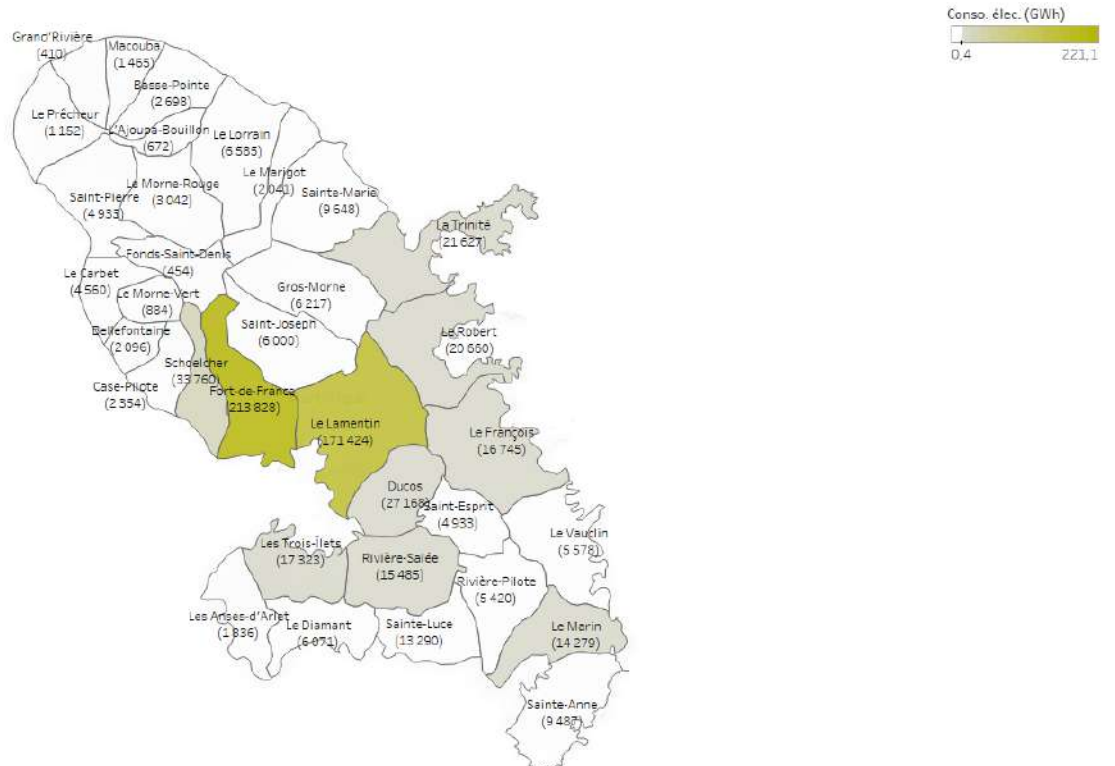 Conso. élec. (GWh)
0,4
221,1
Grand'Rivière
(410)
Macouba
(1 465)
Basse-Pointe
(2 698)
Le Prêcheur
(1 152)
L'Ajoupa-Bouillon
(672)
Le Lorrain
(6 585)
Le Marigot
(2 041)
Sainte-Marie
(9 648)
Le Morne-Rouge
(3 042)
Saint-Pierre
(4 933)
La Trinité
(21 627)
Fonds-Saint-Denis
(454)
Le Carbet
(4 560)
Le Morne-Vert
(884)
Gros-Morne
(6 217)
Bellefontaine
(2 096)
Saint-Joseph
(6 000)
Le Robert
(20 660)
Schoelcher
(33 760)
Case-Pilote
(2 354)
Fort-de-France
(213 828)
Le Lamentin
(171 424)
Le François
(16 745)
Ducos
(27 168)
Saint-Esprit
(4 933)
Le Vauclin
(5 578)
Les Trois-Îlets
(17 323)
Rivière-Salée
(15 485)
Rivière-Pilote
(5 420)
Les Anses-d'Arlet
(1 836)
Le Diamant
(6 071)
Sainte-Luce
(13 290)
Le Marin
(14 279)
Sainte-Anne
(9 487)